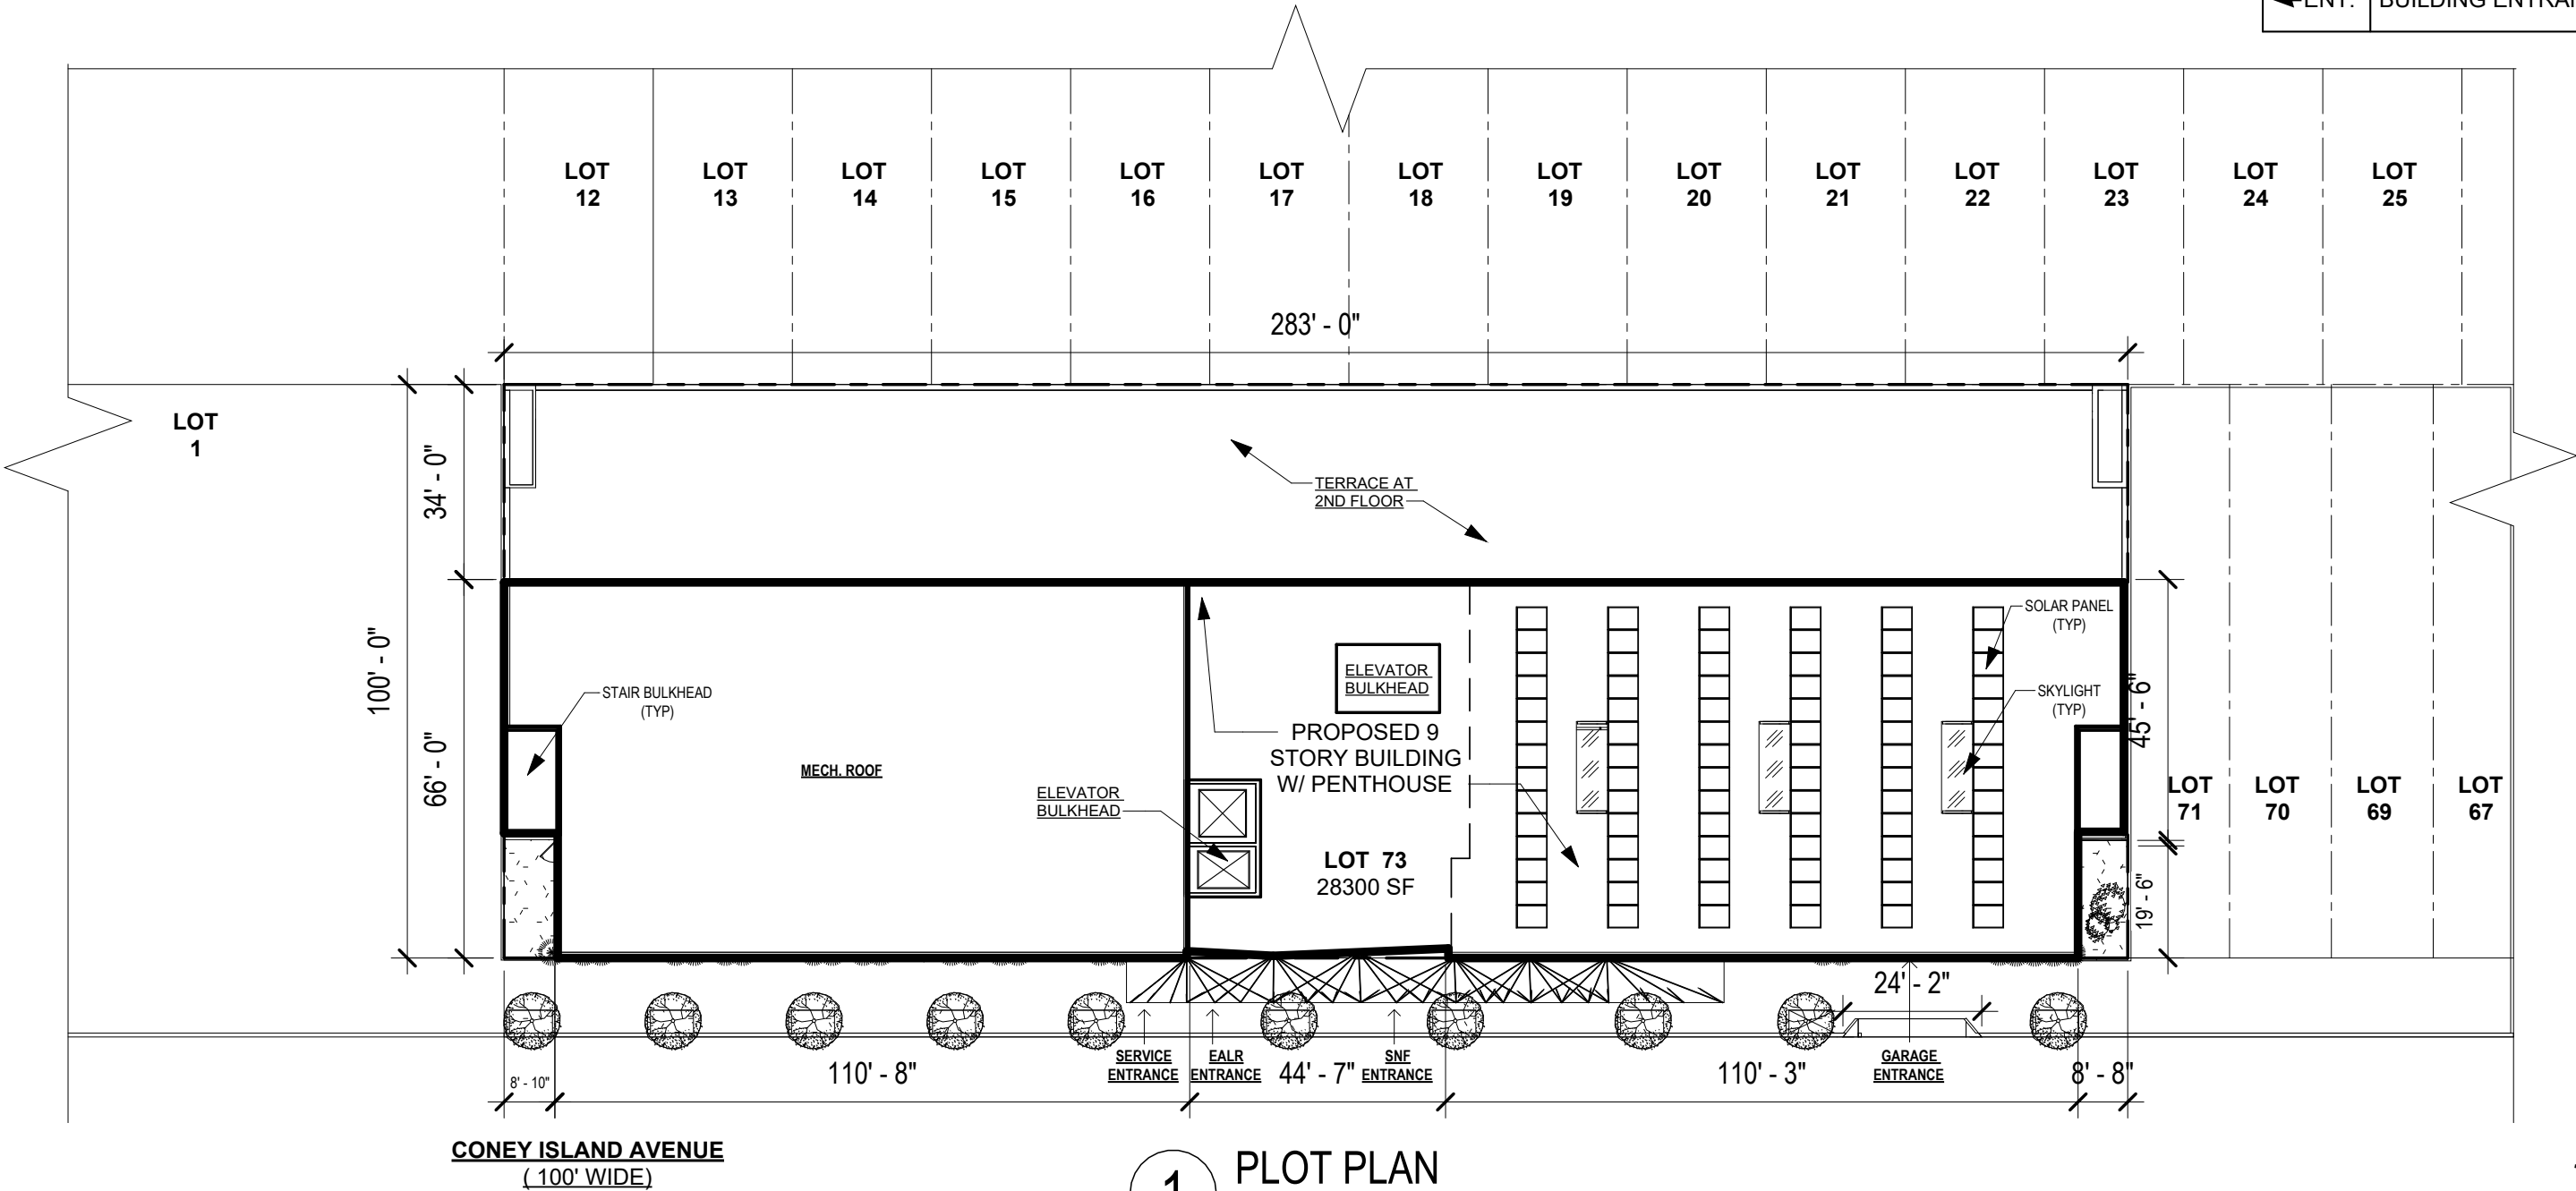 ENT.
LOT
12
LOT
13
LOT
14
LOT
15
LOT
16
LOT
17
LOT
18
LOT
19
LOT
20
LOT
21
LOT
22
LOT
23
LOT
24
LOT
25
283' - 0"
LOT
1
34' - 0"
100' - 0"
66' - 0"
TERRACE AT
2ND FLOOR
STAIR BULKHEAD
(TYP)
MECH. ROOF
ELEVATOR
BULKHEAD
ELEVATOR
BULKHEAD
PROPOSED 9
STORY BUILDING
W/ PENTHOUSE
LOT 73
28300 SF
SOLAR PANEL
(TYP)
SKYLIGHT
(TYP)
45' - 6"
19' - 6"
LOT
71
LOT
70
LOT
69
LOT
67
24' - 2"
SERVICE
ENTRANCE
EALR
ENTRANCE
SNF
ENTRANCE
GARAGE
ENTRANCE
8' - 10"
110' - 8"
44' - 7"
110' - 3"
8' - 8"
CONEY ISLAND AVENUE
( 100' WIDE)
1
PLOT PLAN